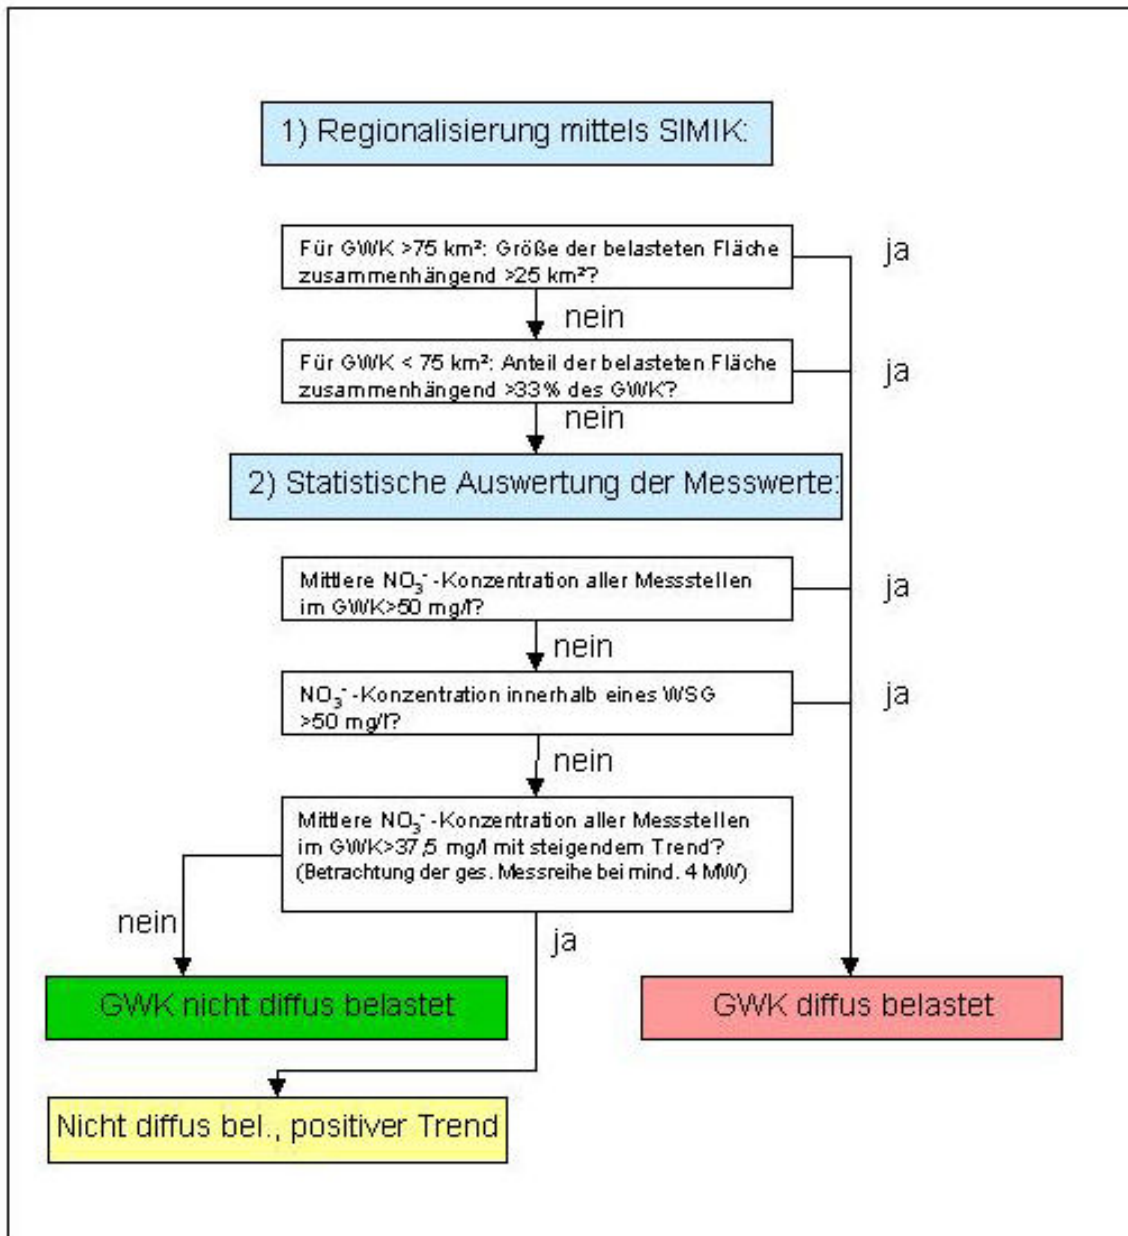 1) Regionalisierung mittels SIMIK:
Für GWK >75 km²: Größe der belasteten Fläche
zusammenhängend >25 km²?
ja
nein
Für GWK < 75 km²: Anteil der belasteten Fläche
zusammenhängend >33% des GWK?
ja
nein
2) Statistische Auswertung der Messwerte:
Mittlere NO₃⁻-Konzentration aller Messstellen
im GWK>50 mg/l?
ja
nein
NO₃⁻-Konzentration innerhalb eines WSG
>50 mg/l?
ja
nein
Mittlere NO₃⁻-Konzentration aller Messstellen
im GWK>37,5 mg/l mit steigendem Trend?
(Betrachtung der ges. Messreihe bei mind. 4 MW)
nein
ja
GWK nicht diffus belastet
GWK diffus belastet
Nicht diffus bel., positiver Trend